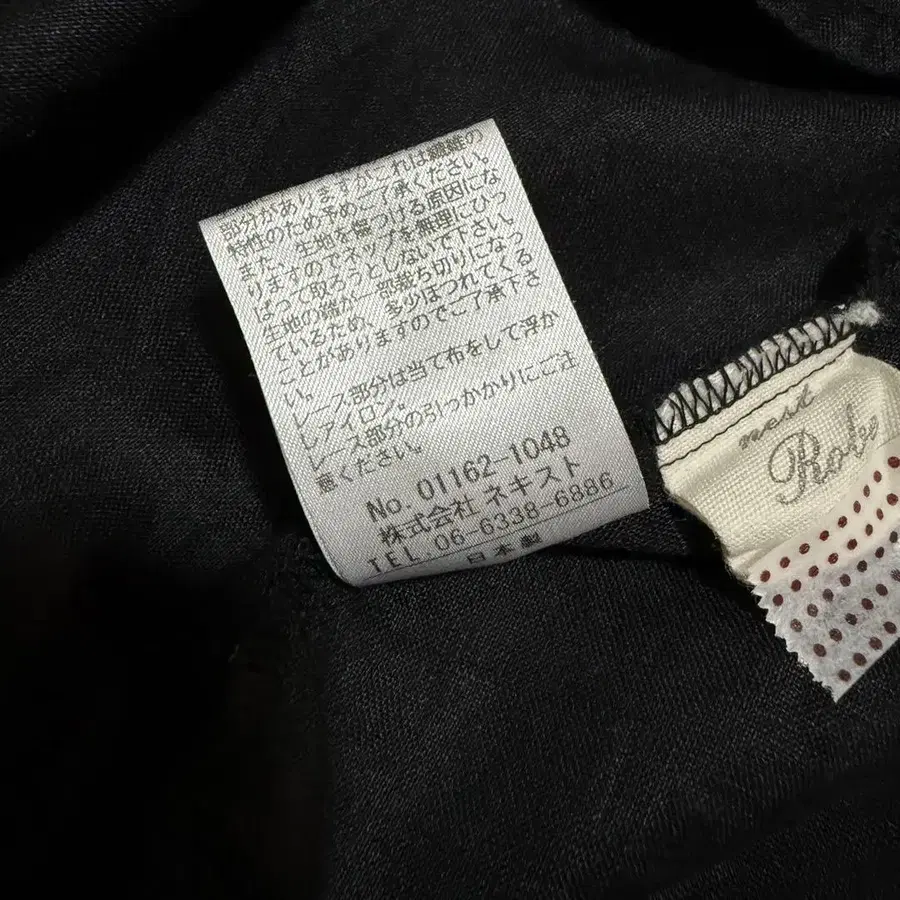 部分がありますがこれは繊維の
特性のため予めご了承ください。
また、生地を傷つける原因にな
りますのでネップを無理にひっ
ぱって取ろうとしないで下さい。
生地の端が一部裁ち切りになっ
ているため、多少ほつれてくる
ことがありますのでご了承下さ
い。
レース部分は当て布をして浮か
しアイロン。
レース部分の引っかかりにご注
意ください。
No. 01162-1048
株式会社 ネキスト
TEL.06-6338-6886
日本製
nest
Robe